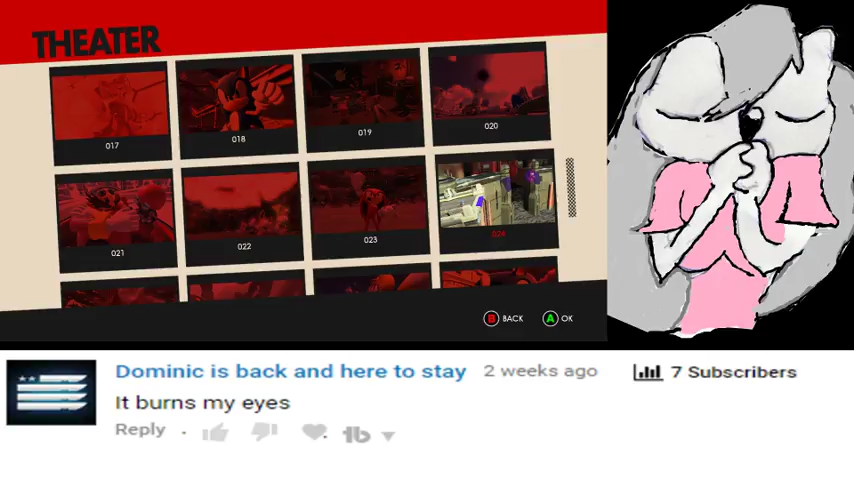 THEATER
017
018
019
020
021
022
023
024
B BACK A OK
Dominic is back and here to stay 2 weeks ago 7 Subscribers
It burns my eyes
Reply